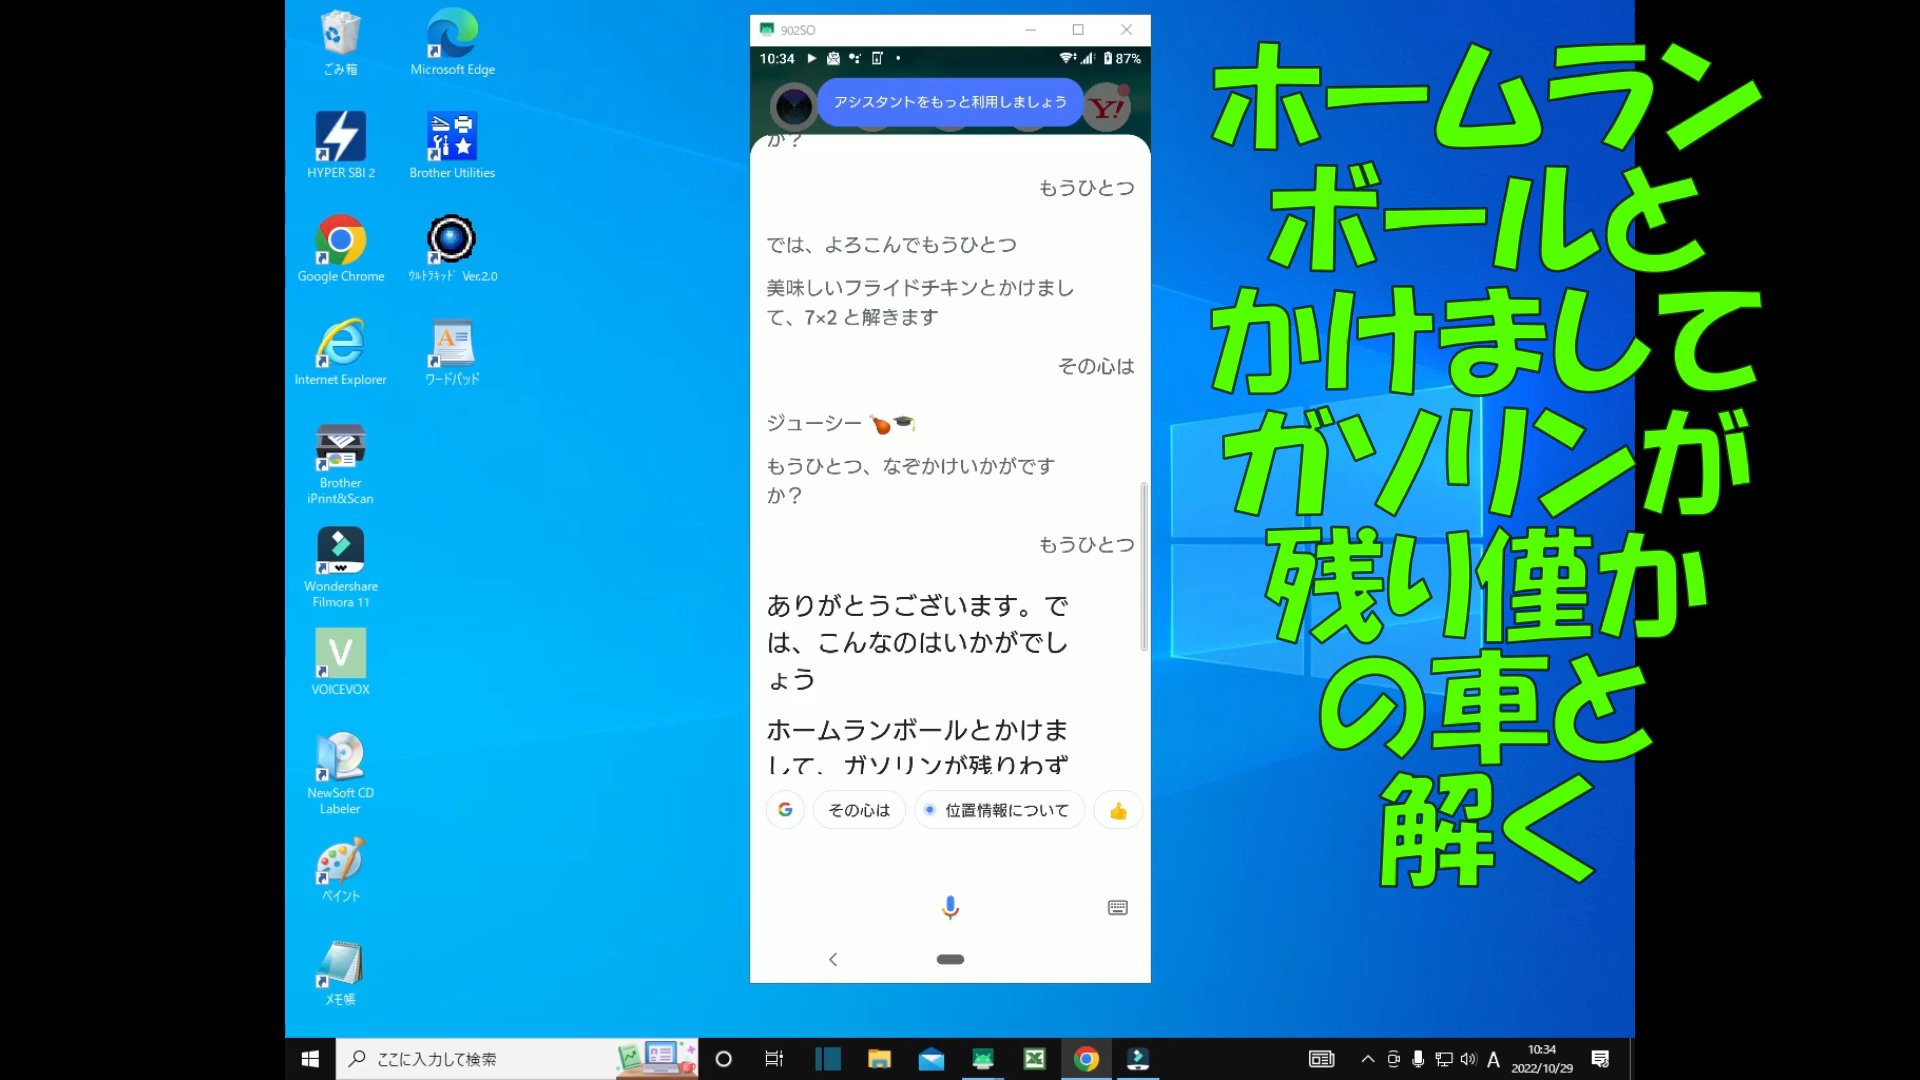 ごみ箱
Microsoft Edge
HYPER SBI 2
Brother Utilities
Google Chrome
ｳﾙﾄﾗｷｯﾄﾞ Ver.2.0
Internet Explorer
ワードパッド
Brother
iPrint&Scan
Wondershare
Filmora 11
V
VOICEVOX
NewSoft CD
Labeler
ペイント
メモ帳
902SO
10:34
87%
アシスタントをもっと利用しましょう
Y!
か？
もうひとつ
では、よろこんでもうひとつ
美味しいフライドチキンとかけまし
て、7×2 と解きます
その心は
ジューシー 🍗🎓
もうひとつ、なぞかけいかがです
か？
もうひとつ
ありがとうございます。で
は、こんなのはいかがでし
ょう
ホームランボールとかけま
して、ガソリンが残りわず
G
その心は
位置情報について
👍
ホームラン
ボールと
かけまして
ガソリンが
残り僅か
の車と
解く
ここに入力して検索
A
10:34
2022/10/29